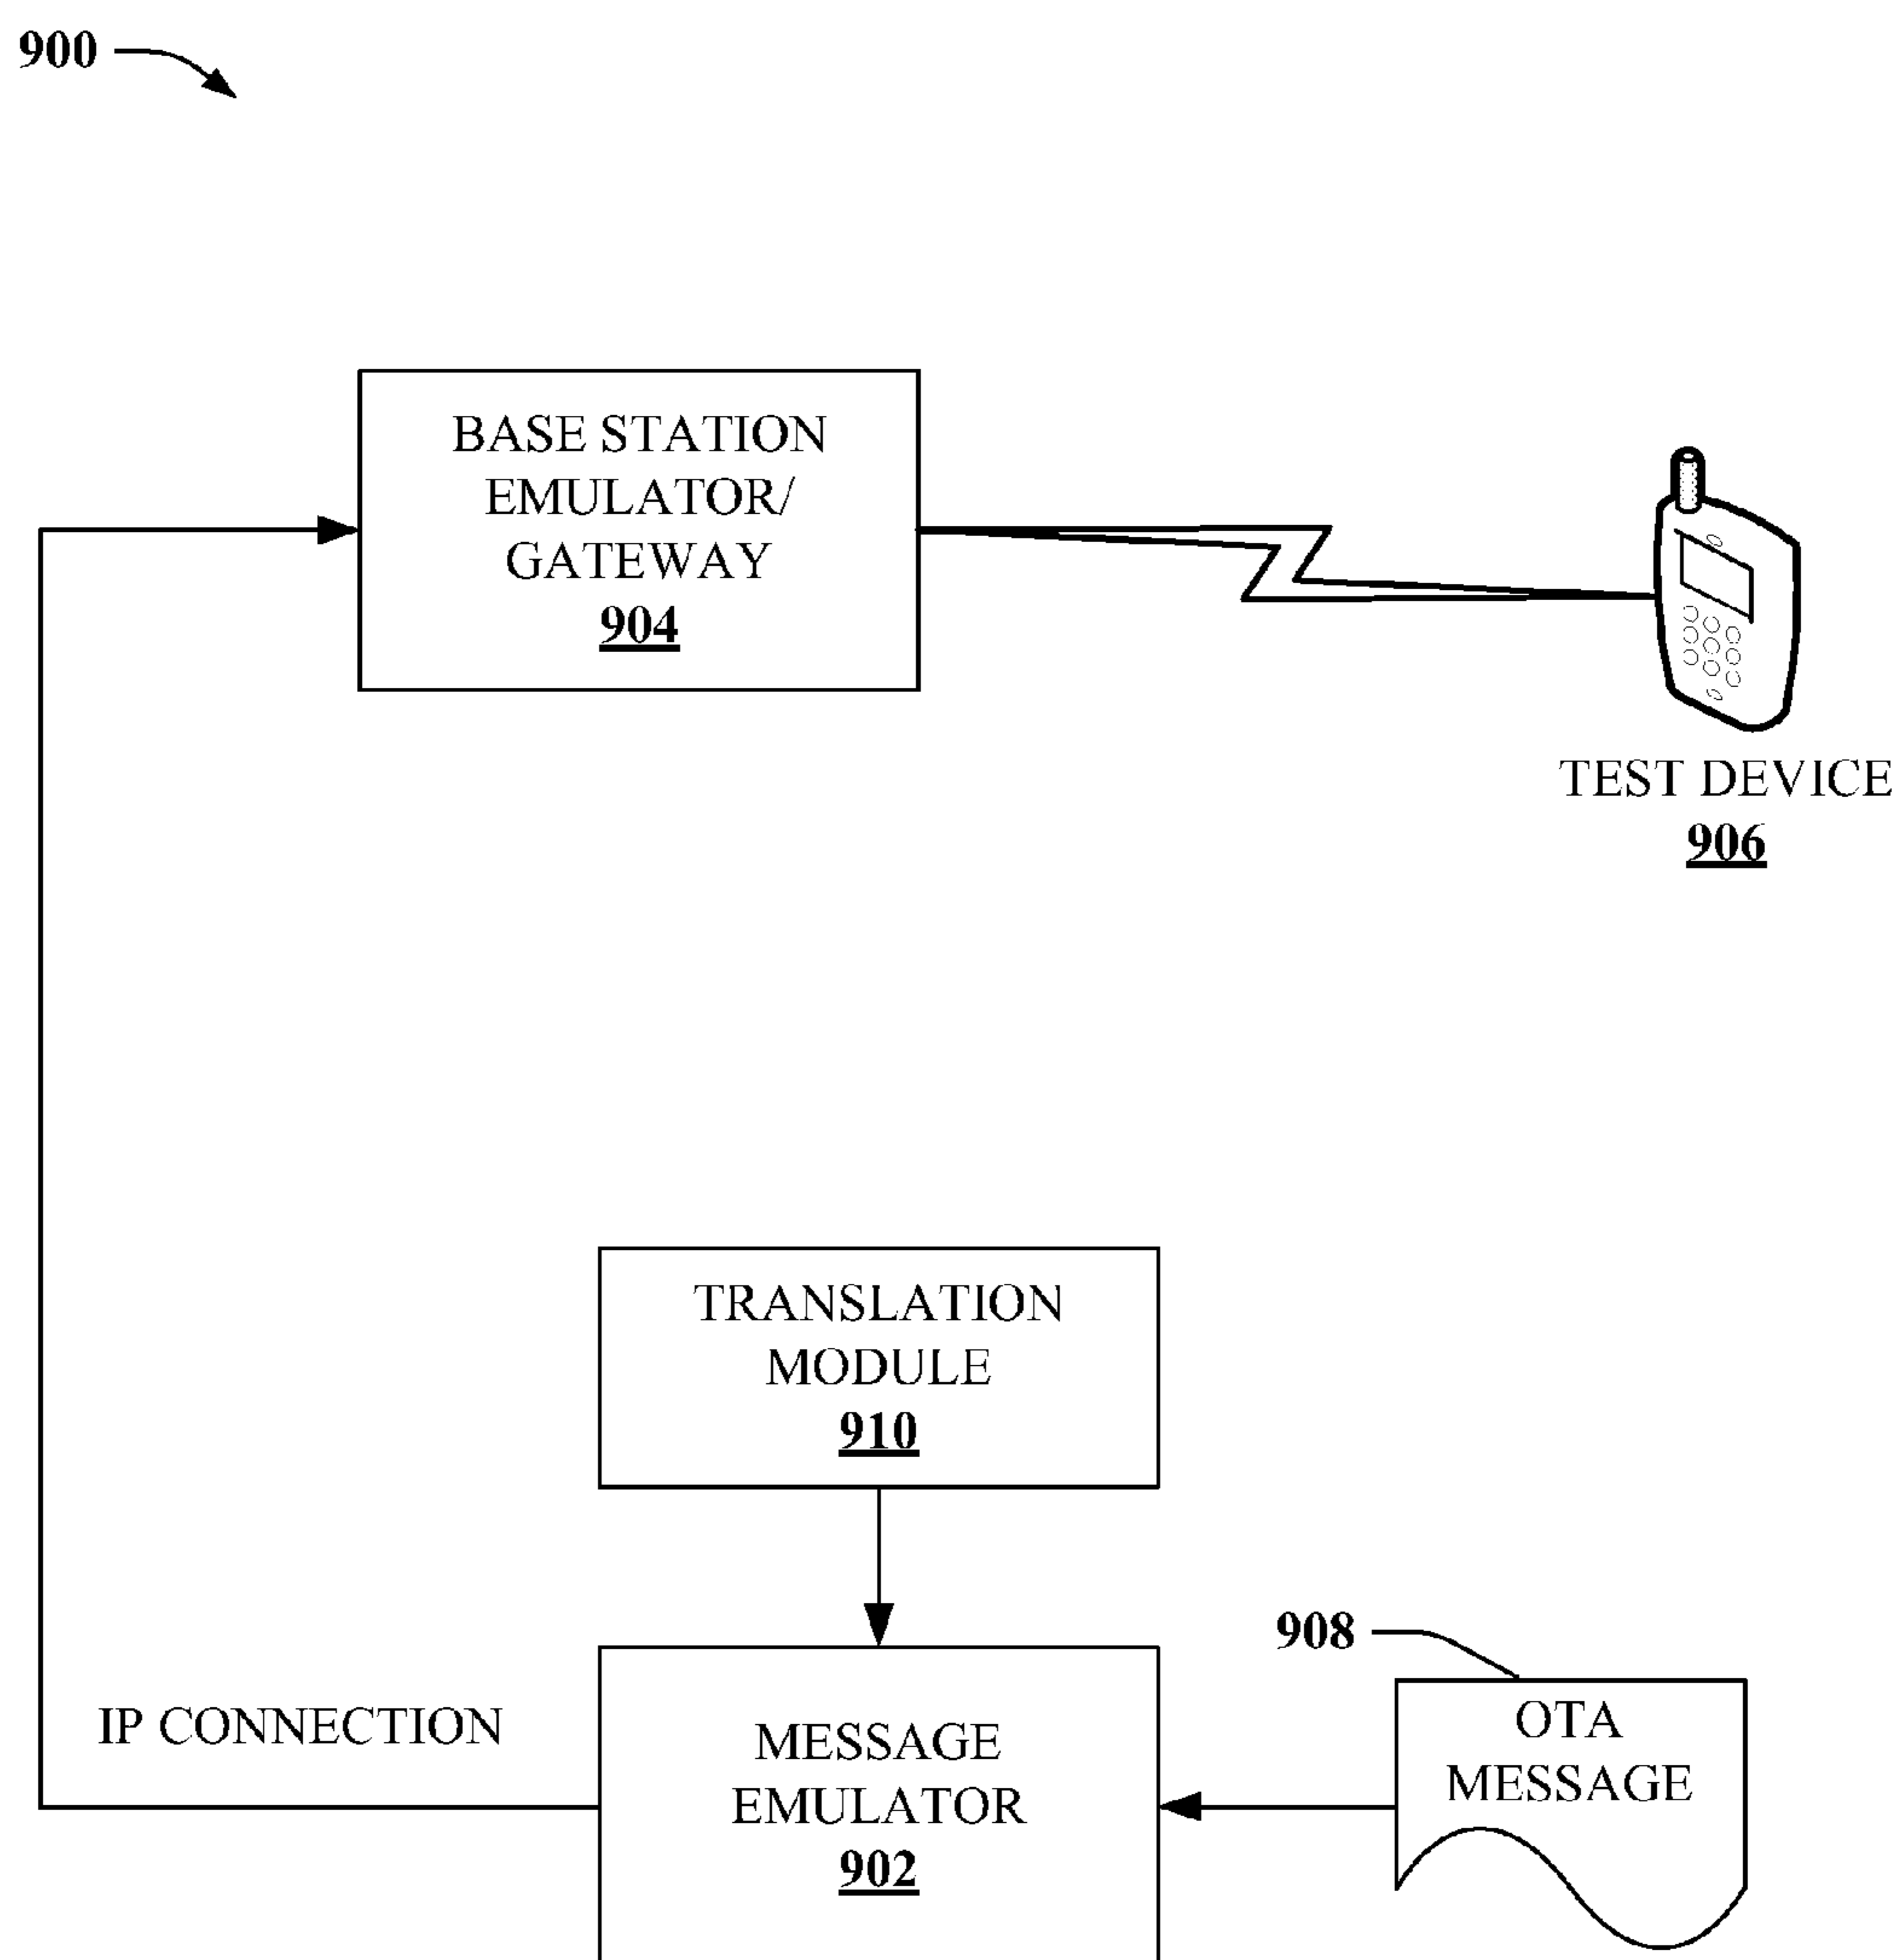 900
BASE STATION
EMULATOR/
GATEWAY
904
TEST DEVICE
906
TRANSLATION
MODULE
910
908
OTA
MESSAGE
IP CONNECTION
MESSAGE
EMULATOR
902